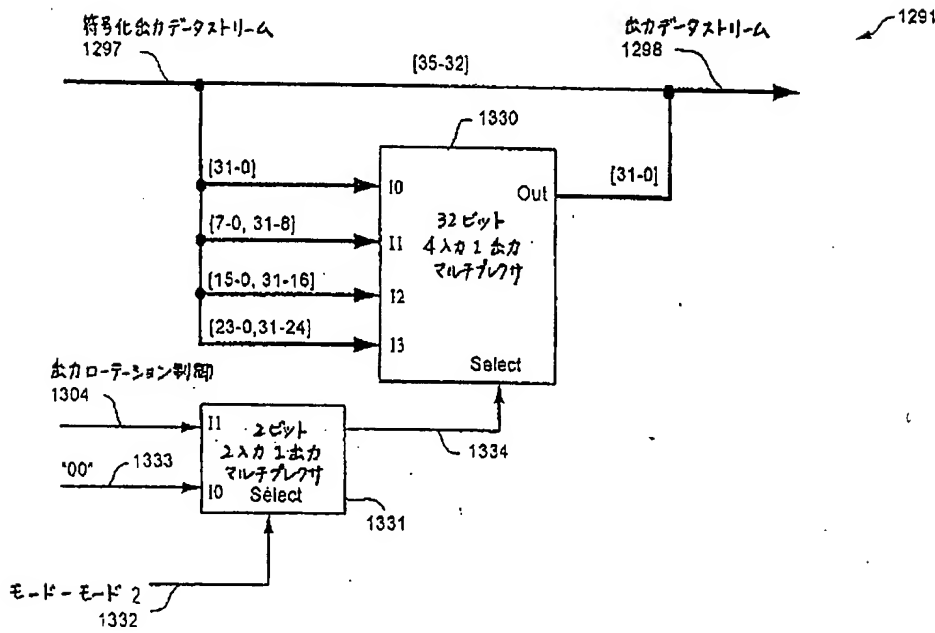 符号化出力データストリーム
1297
出力データストリーム
1298
1291
[35-32]
1330
[31-0]
I0
Out
[31-0]
[7-0, 31-8]
I1
32ビット
4入力1出力
マルチプレクサ
[15-0, 31-16]
I2
[23-0,31-24]
I3
Select
出力ローテーション制御
1304
I1
2ビット
2入力1出力
マルチプレクサ
Select
1334
"00"
1333
I0
1331
モードーモード2
1332